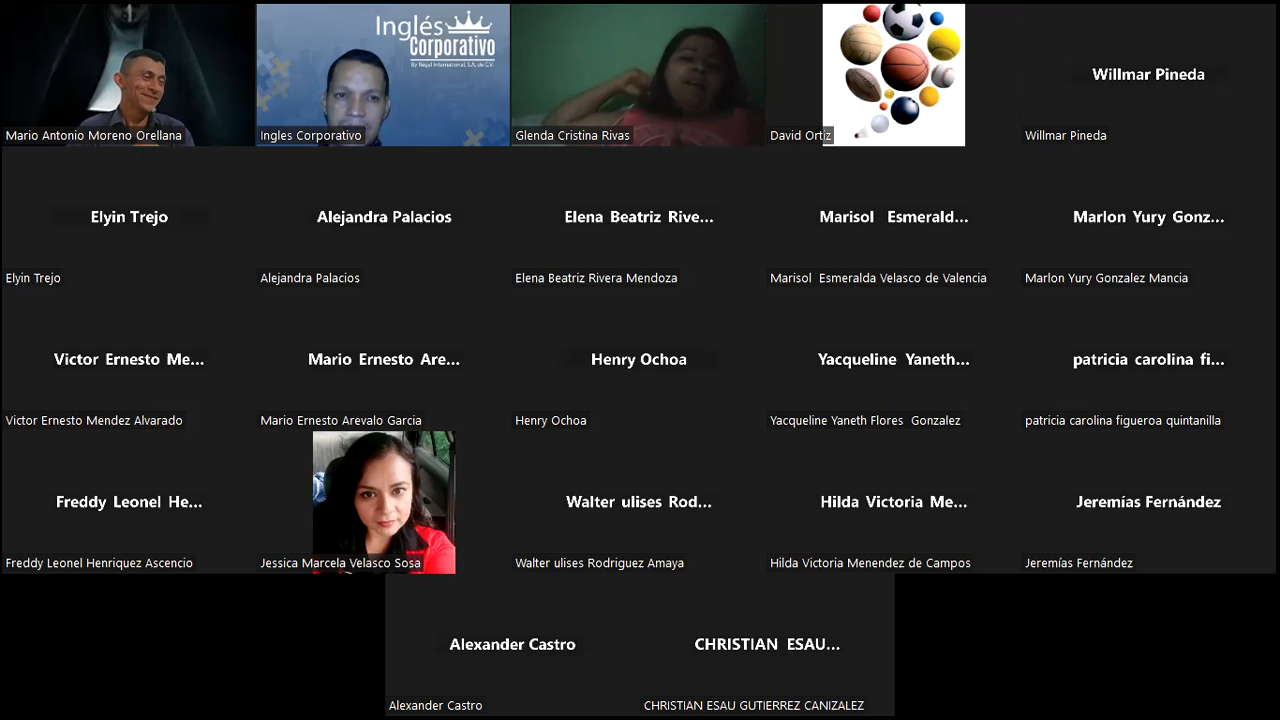 Inglés
Corporativo
By Regal International, S.A. de C.V.
Mario Antonio Moreno Orellana
Ingles Corporativo
Glenda Cristina Rivas
David Ortiz
Willmar Pineda
Willmar Pineda
Elyin Trejo
Alejandra Palacios
Elena Beatriz Rive...
Marisol Esmerald...
Marlon Yury Gonz...
Elyin Trejo
Alejandra Palacios
Elena Beatriz Rivera Mendoza
Marisol Esmeralda Velasco de Valencia
Marlon Yury Gonzalez Mancia
Victor Ernesto Me...
Mario Ernesto Are...
Henry Ochoa
Yacqueline Yaneth...
patricia carolina fi...
Victor Ernesto Mendez Alvarado
Mario Ernesto Arevalo Garcia
Henry Ochoa
Yacqueline Yaneth Flores Gonzalez
patricia carolina figueroa quintanilla
Freddy Leonel He...
Walter ulises Rod...
Hilda Victoria Me...
Jeremías Fernández
Freddy Leonel Henriquez Ascencio
Jessica Marcela Velasco Sosa
Walter ulises Rodriguez Amaya
Hilda Victoria Menendez de Campos
Jeremías Fernández
Alexander Castro
CHRISTIAN ESAU...
Alexander Castro
CHRISTIAN ESAU GUTIERREZ CANIZALEZ